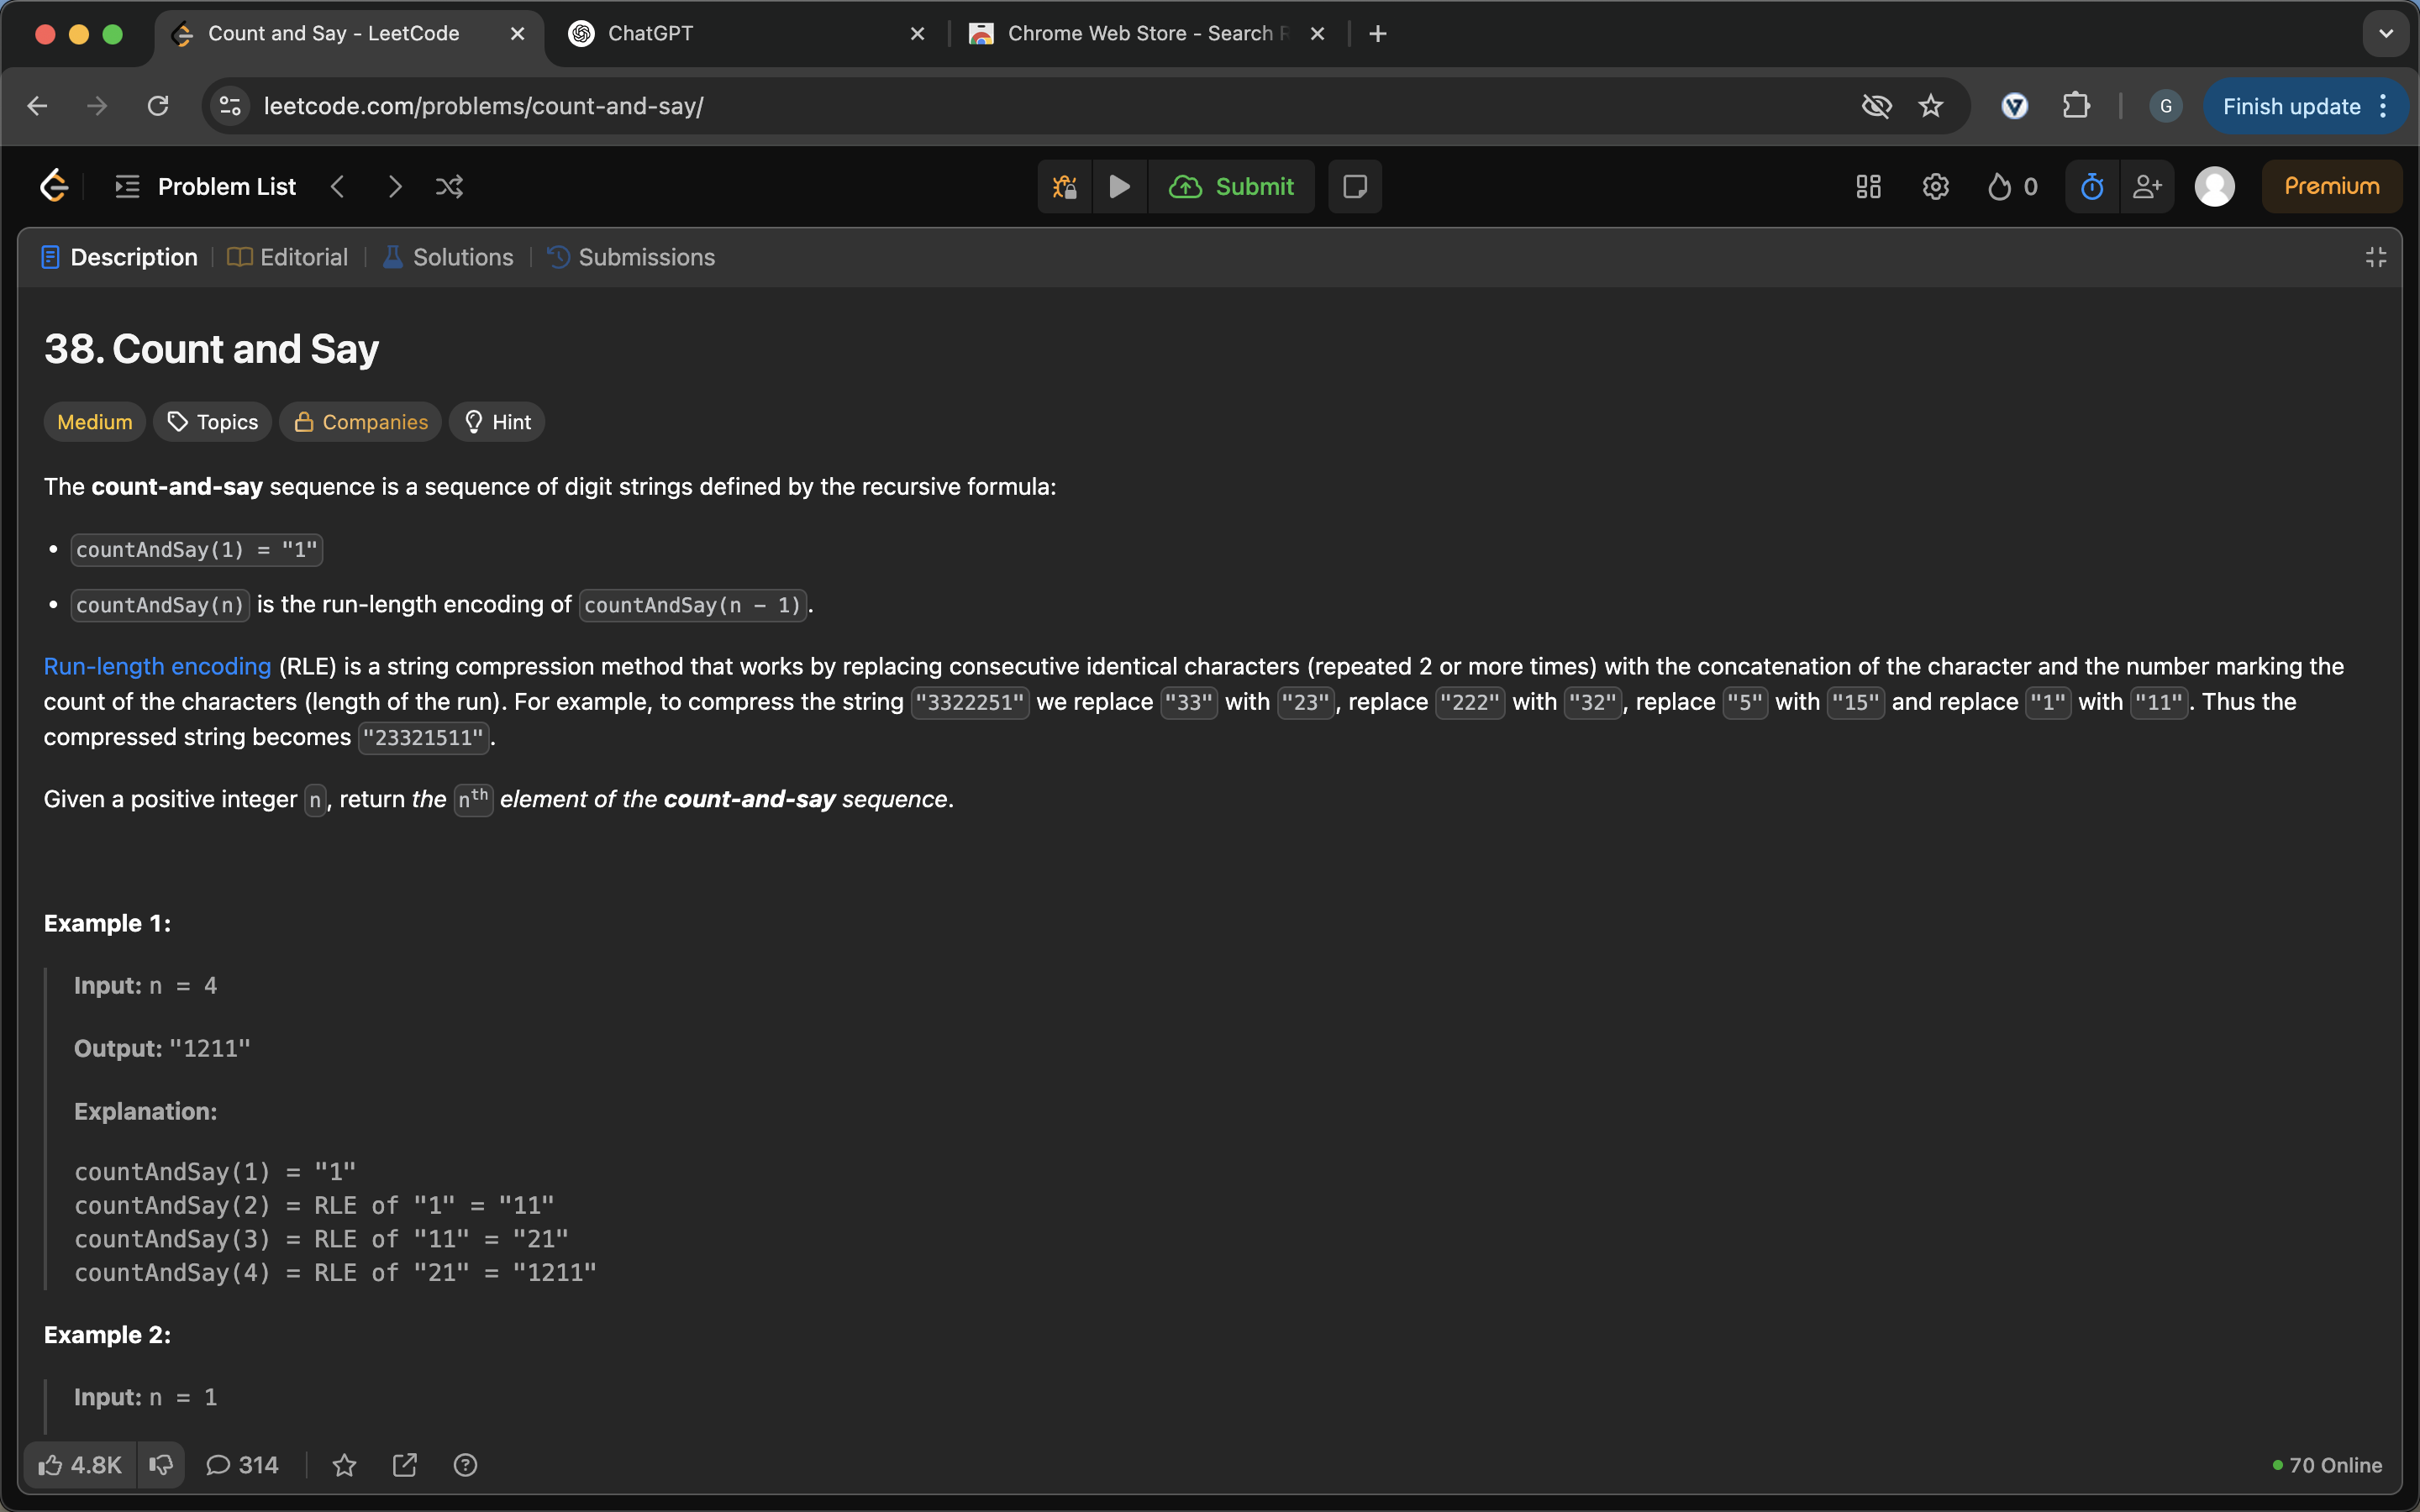 Count and Say - LeetCode
ChatGPT
Chrome Web Store - Search
leetcode.com/problems/count-and-say/
G
Finish update
Problem List
Submit
0
Premium
Description
Editorial
Solutions
Submissions
38. Count and Say
Medium
Topics
Companies
Hint
The count-and-say sequence is a sequence of digit strings defined by the recursive formula:
• countAndSay(1) = "1"
• countAndSay(n) is the run-length encoding of countAndSay(n - 1).
Run-length encoding (RLE) is a string compression method that works by replacing consecutive identical characters (repeated 2 or more times) with the concatenation of the character and the number marking the
count of the characters (length of the run). For example, to compress the string "3322251" we replace "33" with "23", replace "222" with "32", replace "5" with "15" and replace "1" with "11". Thus the
compressed string becomes "23321511".
Given a positive integer n, return the nth element of the count-and-say sequence.
Example 1:
Input: n = 4
Output: "1211"
Explanation:
countAndSay(1) = "1"
countAndSay(2) = RLE of "1" = "11"
countAndSay(3) = RLE of "11" = "21"
countAndSay(4) = RLE of "21" = "1211"
Example 2:
Input: n = 1
4.8K
314
70 Online